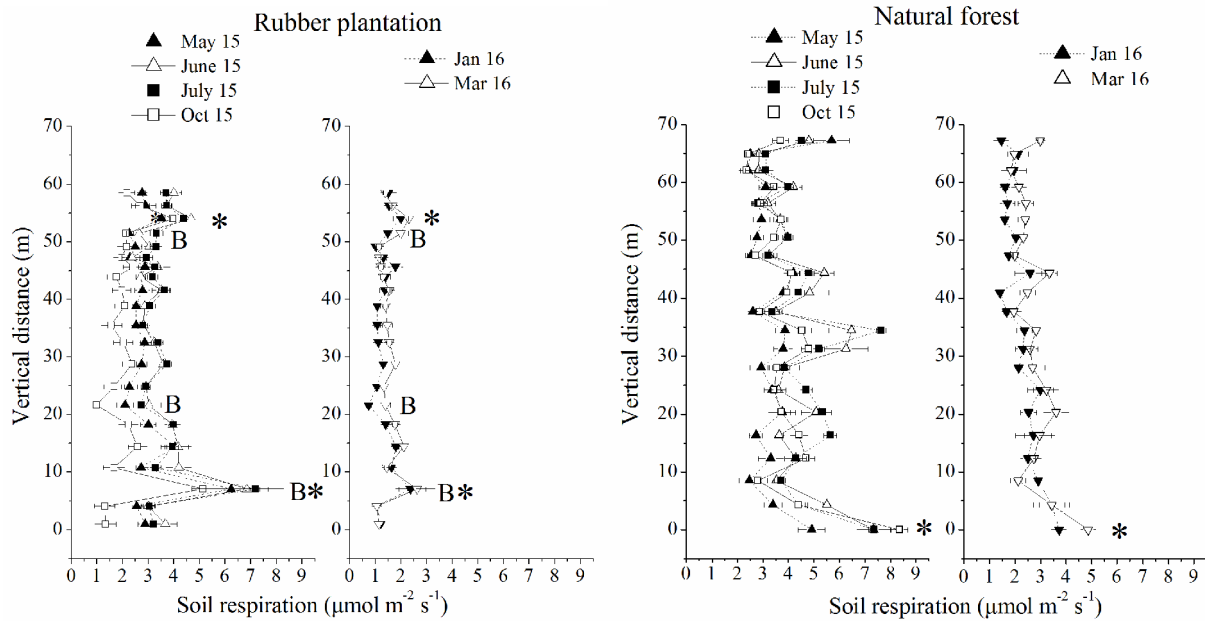 Rubber plantation
May 15
June 15
July 15
Oct 15
Jan 16
Mar 16
Vertical distance (m)
70
60
50
40
30
20
10
0
*
*
B
B
B*
0 1 2 3 4 5 6 7 8 9
70
60
50
40
30
20
10
0
*
B
B
B*
0 1 2 3 4 5 6 7 8 9
Soil respiration (μmol m⁻² s⁻¹)
Natural forest
May 15
June 15
July 15
Oct 15
Jan 16
Mar 16
Vertical distance (m)
70
60
50
40
30
20
10
0
*
0 1 2 3 4 5 6 7 8 9
70
60
50
40
30
20
10
0
*
0 1 2 3 4 5 6 7 8 9
Soil respiration (μmol m⁻² s⁻¹)